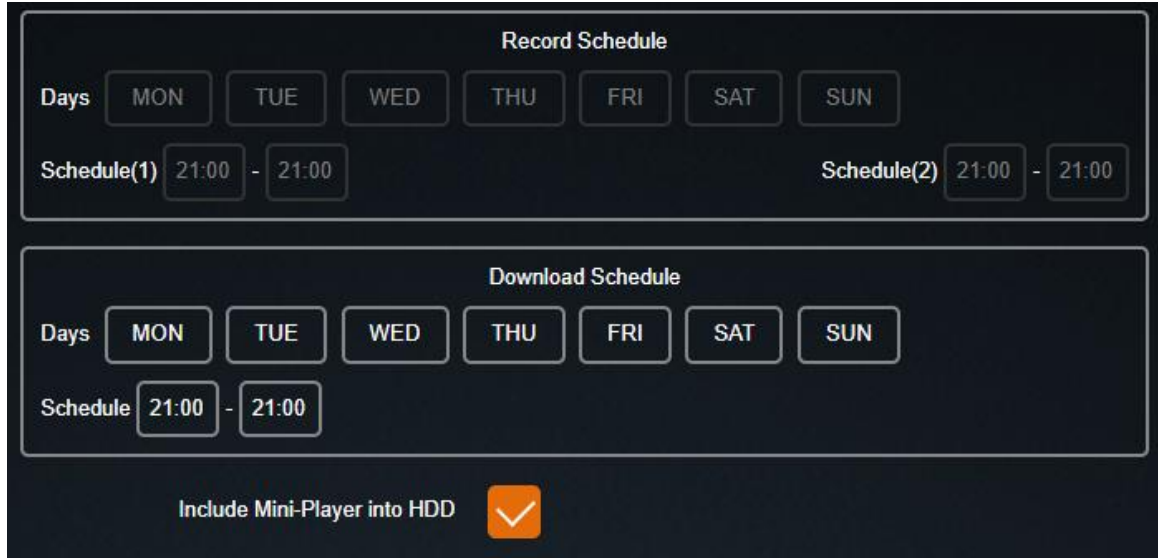 Record Schedule
Days MON TUE WED THU FRI SAT SUN
Schedule(1) 21:00 - 21:00 Schedule(2) 21:00 - 21:00
Download Schedule
Days MON TUE WED THU FRI SAT SUN
Schedule 21:00 - 21:00
Include Mini-Player into HDD